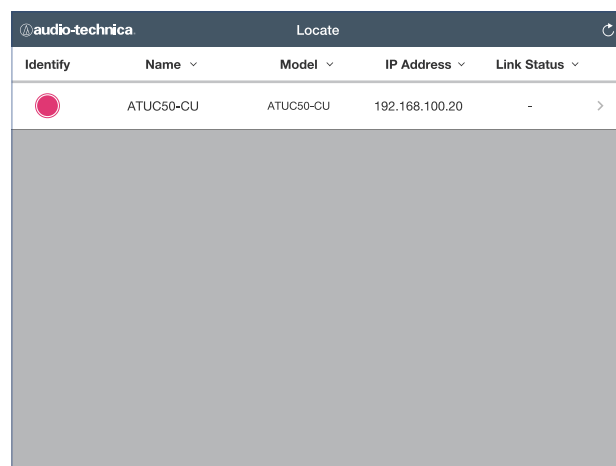 audio-technica. Locate
Identify Name Model IP Address Link Status
ATUC50-CU ATUC50-CU 192.168.100.20 -